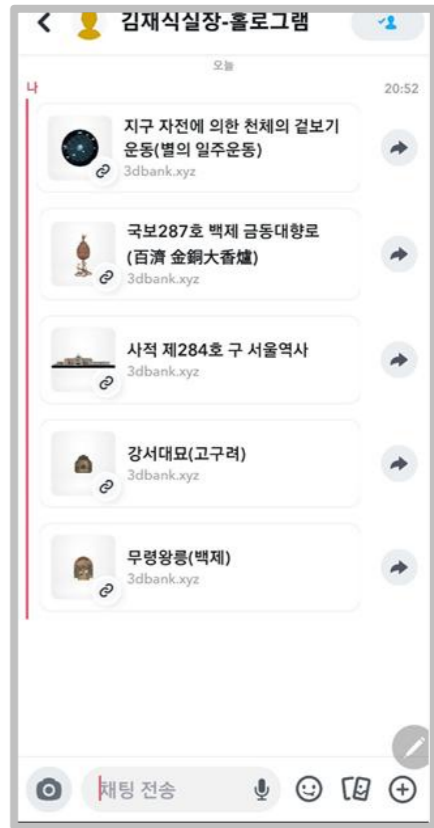 김재식실장-홀로그램
오늘
나
20:52
지구 자전에 의한 천체의 겉보기
운동(별의 일주운동)
3dbank.xyz
국보287호 백제 금동대향로
(百濟 金銅大香爐)
3dbank.xyz
사적 제284호 구 서울역사
3dbank.xyz
강서대묘(고구려)
3dbank.xyz
무령왕릉(백제)
3dbank.xyz
채팅 전송